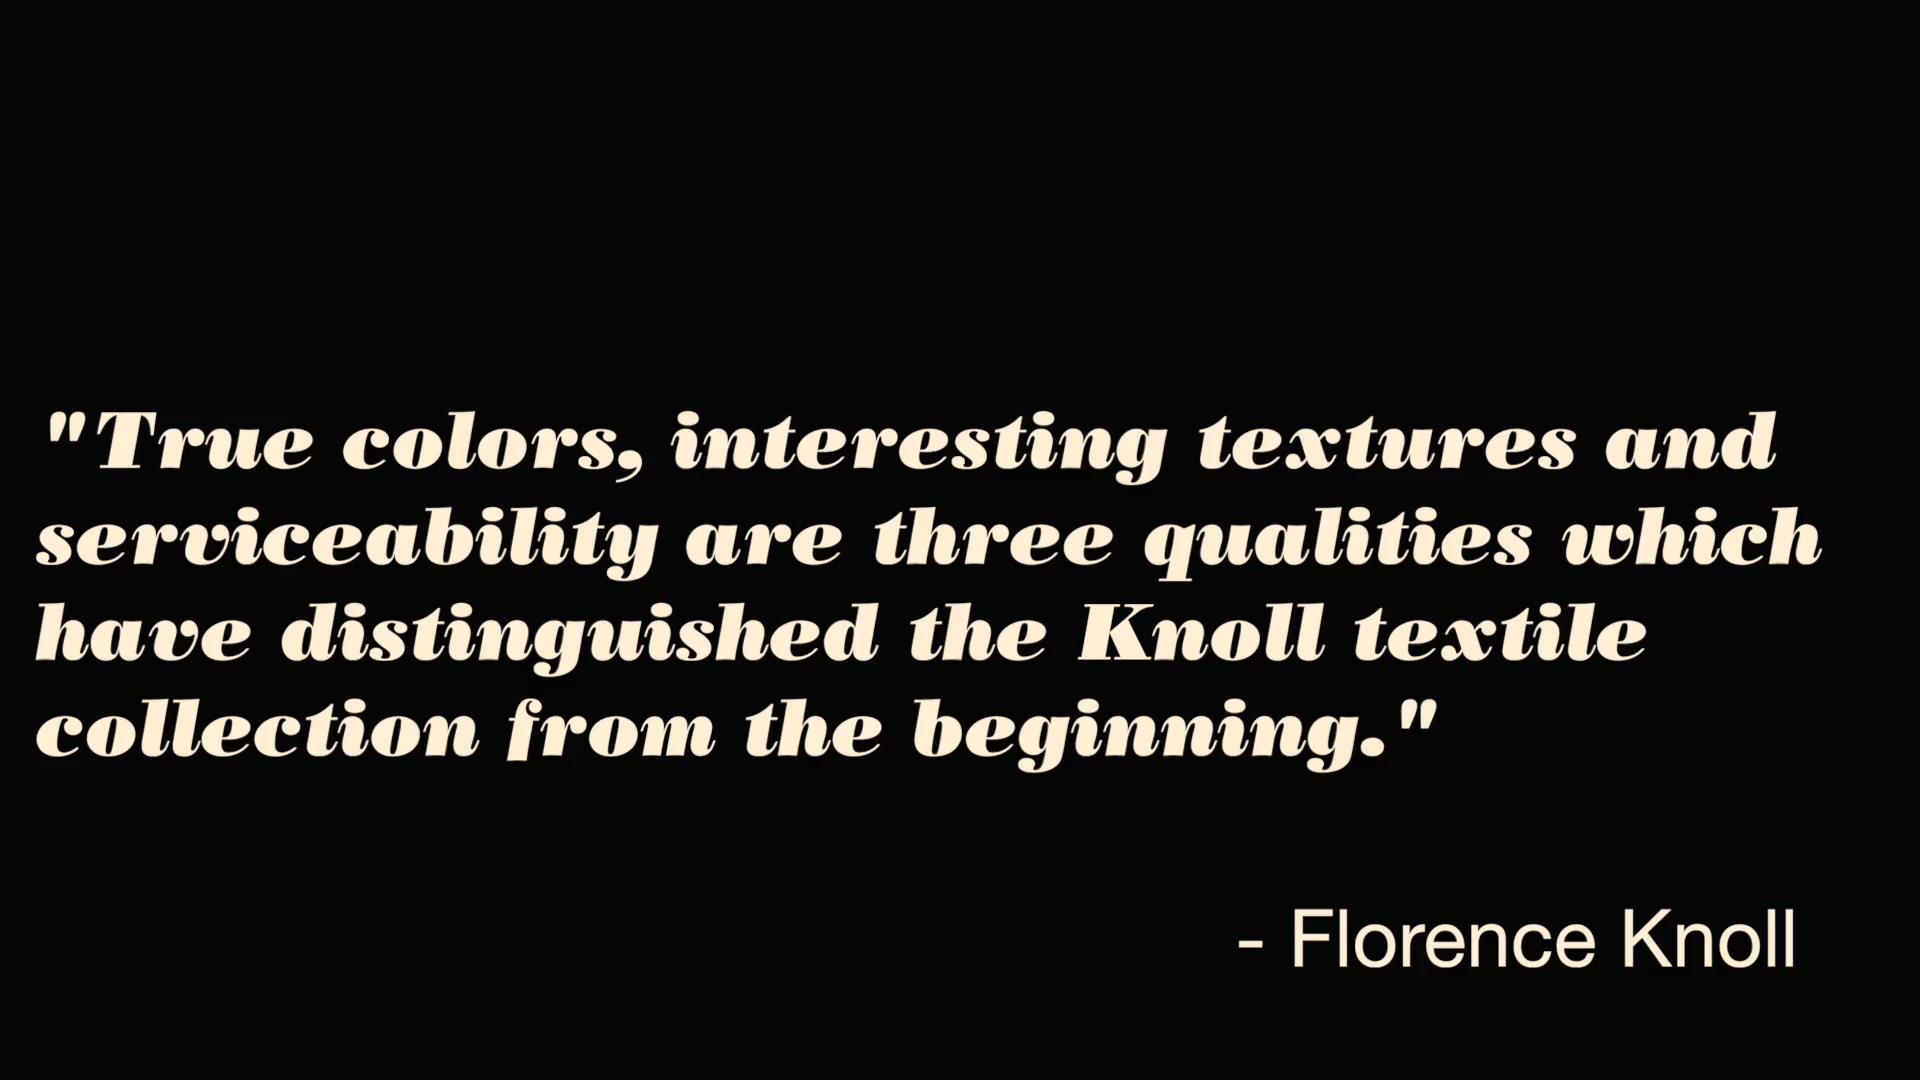 "True colors, interesting textures and
serviceability are three qualities which
have distinguished the Knoll textile
collection from the beginning."
- Florence Knoll